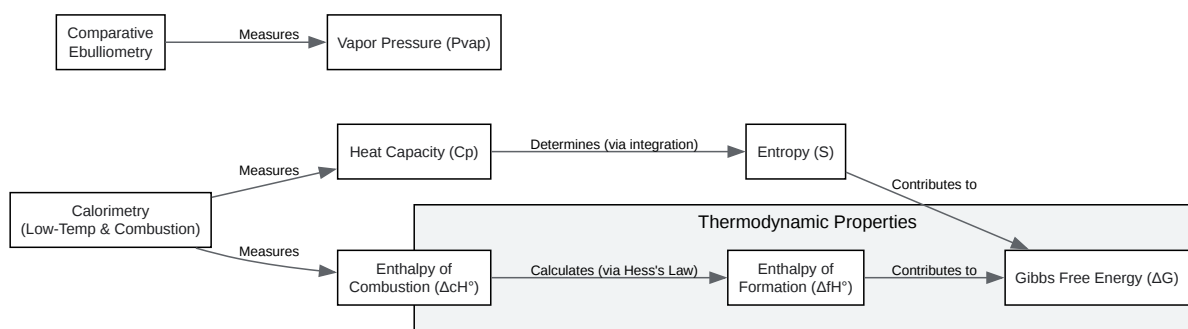 Comparative
Ebulliometry
Measures
Vapor Pressure (Pvap)
Heat Capacity (Cp)
Determines (via integration)
Entropy (S)
Measures
Contributes to
Calorimetry
(Low-Temp & Combustion)
Thermodynamic Properties
Measures
Enthalpy of
Combustion (ΔcH°)
Calculates (via Hess's Law)
Enthalpy of
Formation (ΔfH°)
Contributes to
Gibbs Free Energy (ΔG)